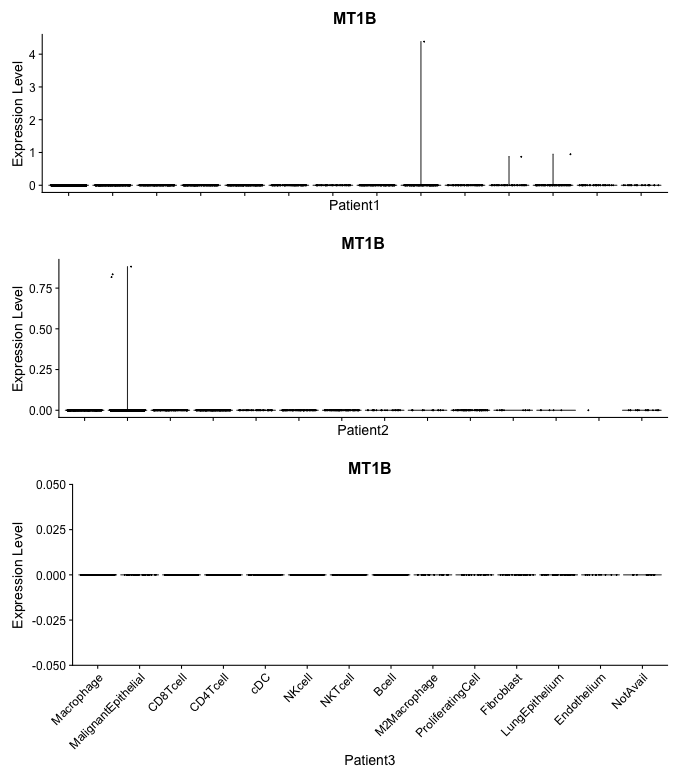 MT1B
Expression Level
4
3
2
1
0
Patient1
MT1B
Expression Level
0.75
0.50
0.25
0.00
Patient2
MT1B
Expression Level
0.050
0.025
0.000
-0.025
-0.050
Macrophage
MalignantEpithelial
CD8Tcell
CD4Tcell
cDC
NKcell
NKTcell
Bcell
M2Macrophage
ProliferatingCell
Fibroblast
LungEpithelium
Endothelium
NotAvail
Patient3